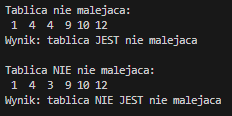 Tablica nie malejaca:
1 4 4 9 10 12
Wynik: tablica JEST nie malejaca

Tablica NIE nie malejaca:
1 4 3 9 10 12
Wynik: tablica NIE JEST nie malejaca